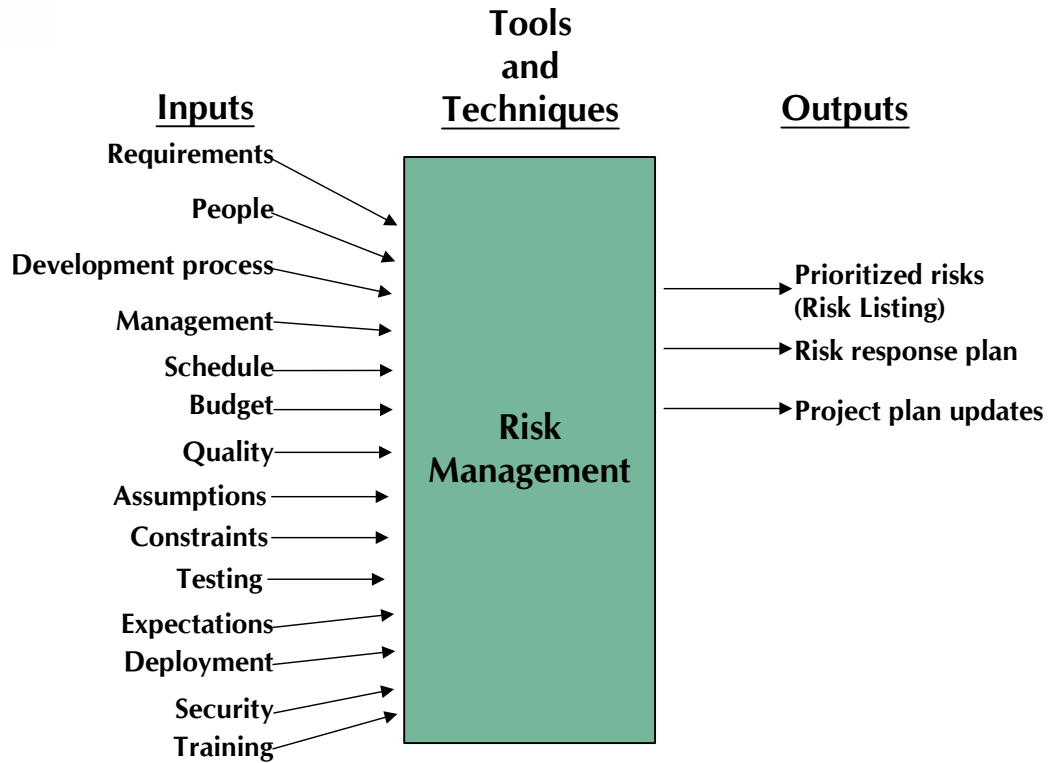 Tools
and
Techniques
Inputs
Outputs
Requirements
People
Development process
Management
Schedule
Budget
Quality
Assumptions
Constraints
Testing
Expectations
Deployment
Security
Training
Risk
Management
Prioritized risks
(Risk Listing)
Risk response plan
Project plan updates